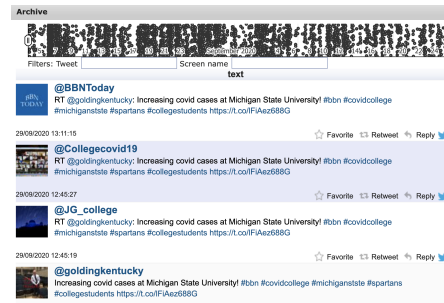 Archive
September 2020
Filters: Tweet Screen name
text
pBN
TODAY
@BBNToday
RT @goldingkentucky: Increasing covid cases at Michigan State University! #bbn #covidcollege
#michiganstste #spartans #collegestudents https://t.co/lFiAez688G
29/09/2020 13:11:15 Favorite Retweet Reply
@Collegecovid19
RT @goldingkentucky: Increasing covid cases at Michigan State University! #bbn #covidcollege
#michiganstste #spartans #collegestudents https://t.co/lFiAez688G
29/09/2020 12:45:27 Favorite Retweet Reply
@JG_college
RT @goldingkentucky: Increasing covid cases at Michigan State University! #bbn #covidcollege
#michiganstste #spartans #collegestudents https://t.co/lFiAez688G
29/09/2020 12:45:19 Favorite Retweet Reply
@goldingkentucky
Increasing covid cases at Michigan State University! #bbn #covidcollege #michiganstste #spartans
#collegestudents https://t.co/lFiAez688G